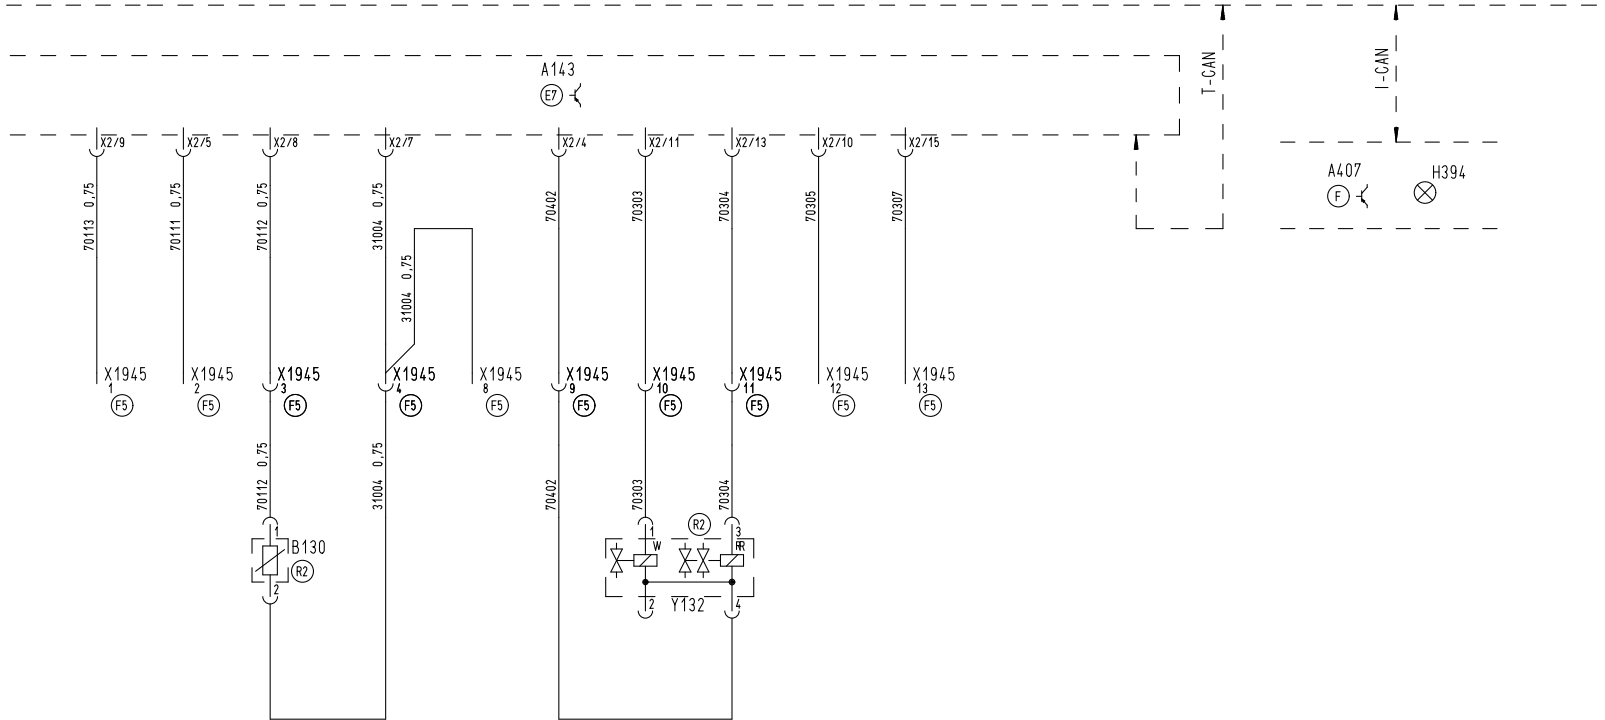 A143
E7
T-CAN
I-CAN
X2/9
X2/5
X2/8
X2/7
X2/4
X2/11
X2/13
X2/10
X2/15
A407
F
H394
70113 0,75
70111 0,75
70112 0,75
31004 0,75
31004 0,75
70402
70303
70304
70305
70307
X1945
1
F5
X1945
2
F5
X1945
3
F5
X1945
4
F5
X1945
8
F5
X1945
9
F5
X1945
10
F5
X1945
11
F5
X1945
12
F5
X1945
13
F5
70112 0,75
31004 0,75
70402
70303
70304
1
B130
R2
2
R2
1
W
3
2
Y132
4